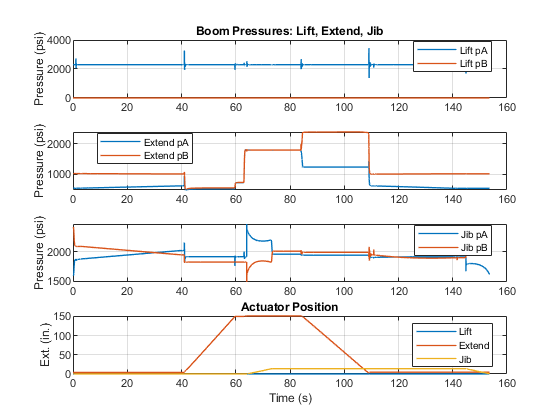 Boom Pressures: Lift, Extend, Jib
Pressure (psi)
4000
2000
0
Lift pA
Lift pB
0 20 40 60 80 100 120 140 160
Pressure (psi)
2000
1000
Extend pA
Extend pB
0 20 40 60 80 100 120 140 160
Pressure (psi)
2000
1500
Jib pA
Jib pB
0 20 40 60 80 100 120 140 160
Actuator Position
Ext. (in.)
150
100
50
0
Lift
Extend
Jib
0 20 40 60 80 100 120 140 160
Time (s)